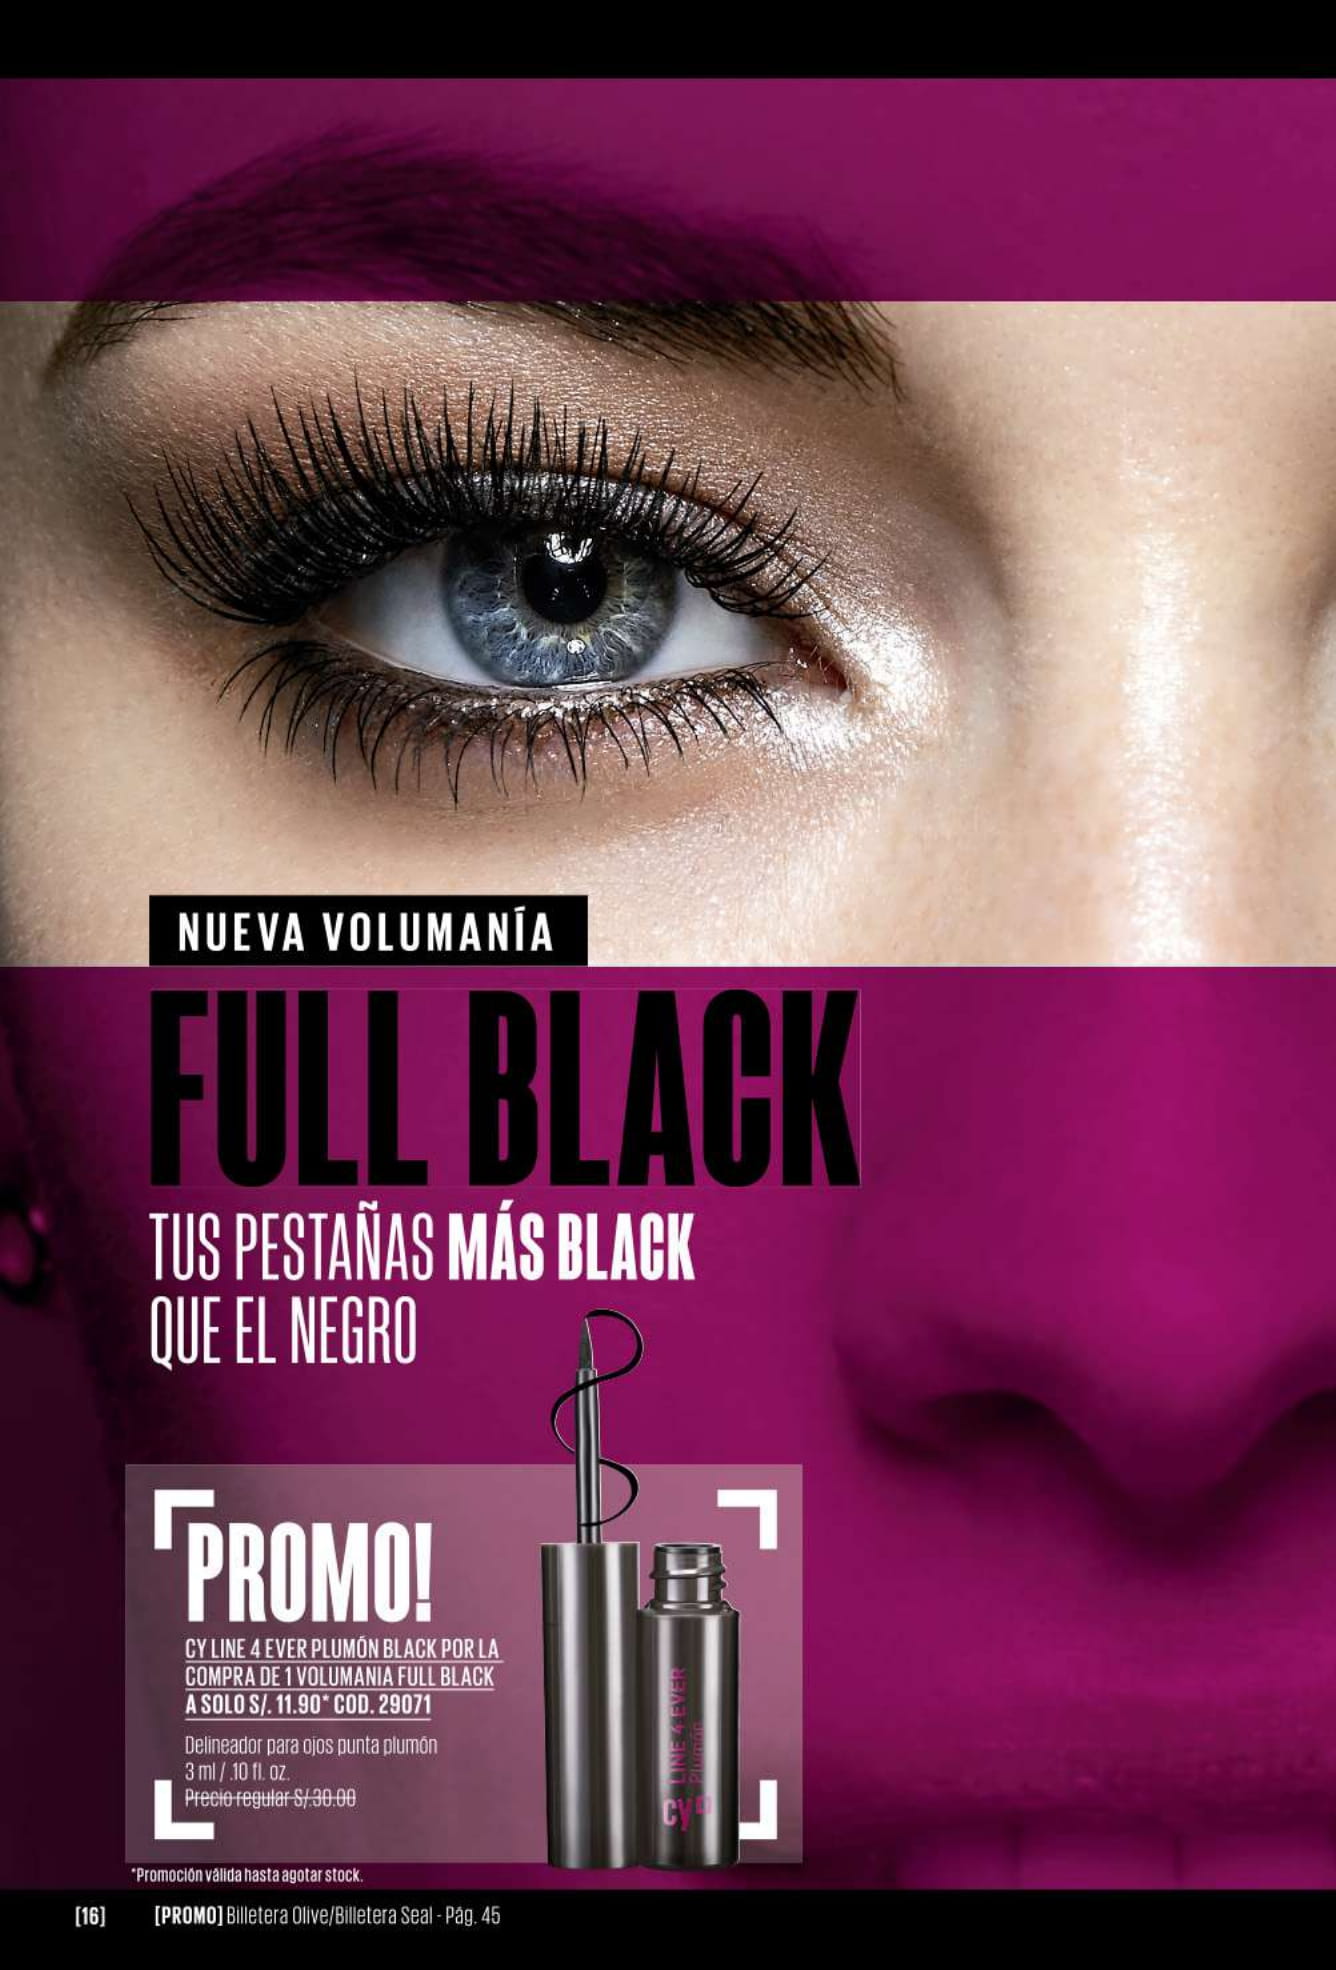 NUEVA VOLUMANÍA
FULL BLACK
TUS PESTAÑAS MÁS BLACK
QUE EL NEGRO
PROMO!
CY LINE 4 EVER PLUMÓN BLACK POR LA
COMPRA DE 1 VOLUMANIA FULL BLACK
A SOLO S/. 11.90* COD. 29071
Delineador para ojos punta plumón
3 ml / .10 fl. oz.
Precio regular S/.30.00
LINE 4 EVER
Plumón
cy°
*Promoción válida hasta agotar stock.
[16] [PROMO] Billetera Olive/Billetera Seal - Pág. 45